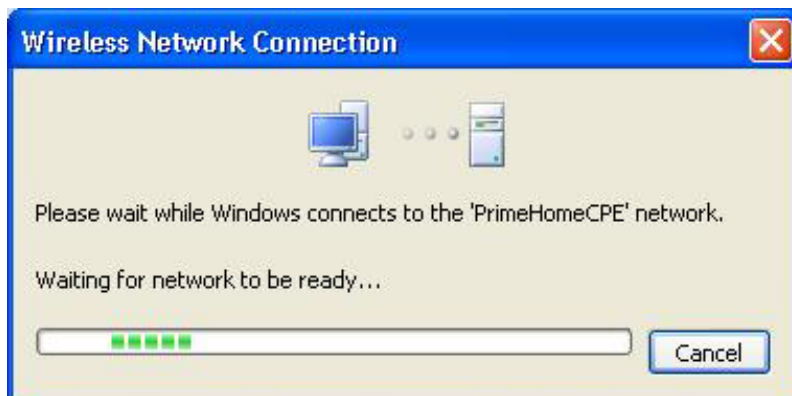 Wireless Network Connection
Please wait while Windows connects to the 'PrimeHomeCPE' network.
Waiting for network to be ready...
Cancel